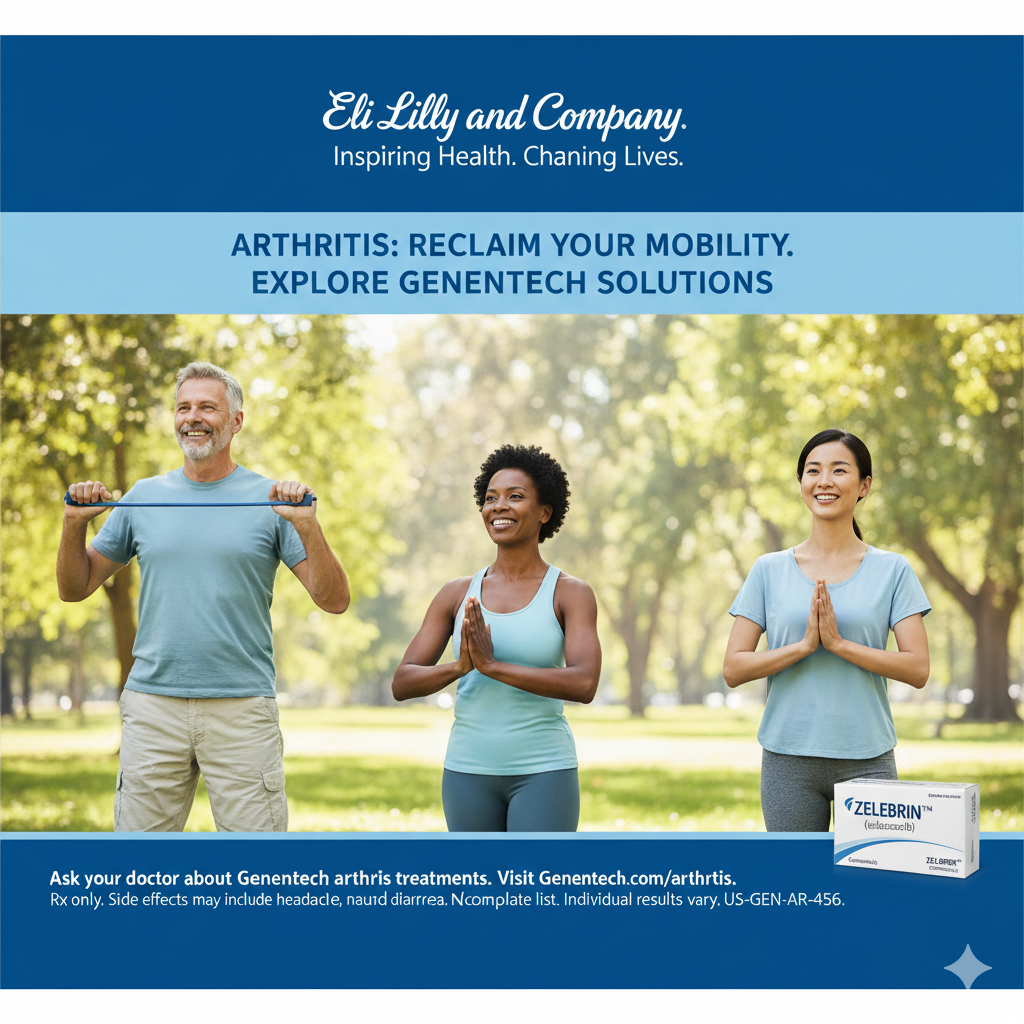 Eli Lilly and Company.
Inspiring Health. Chaning Lives.
ARTHRITIS: RECLAIM YOUR MOBILITY.
EXPLORE GENENTECH SOLUTIONS
ZELEBRIN™
Ask your doctor about Genentech arthris treatments. Visit Genentech.com/arthrtis.
Rx only. Side effects may include headacle, nauıd diarrrea. Ncomplate list. Individual results vary. US-GEN-AR-456.